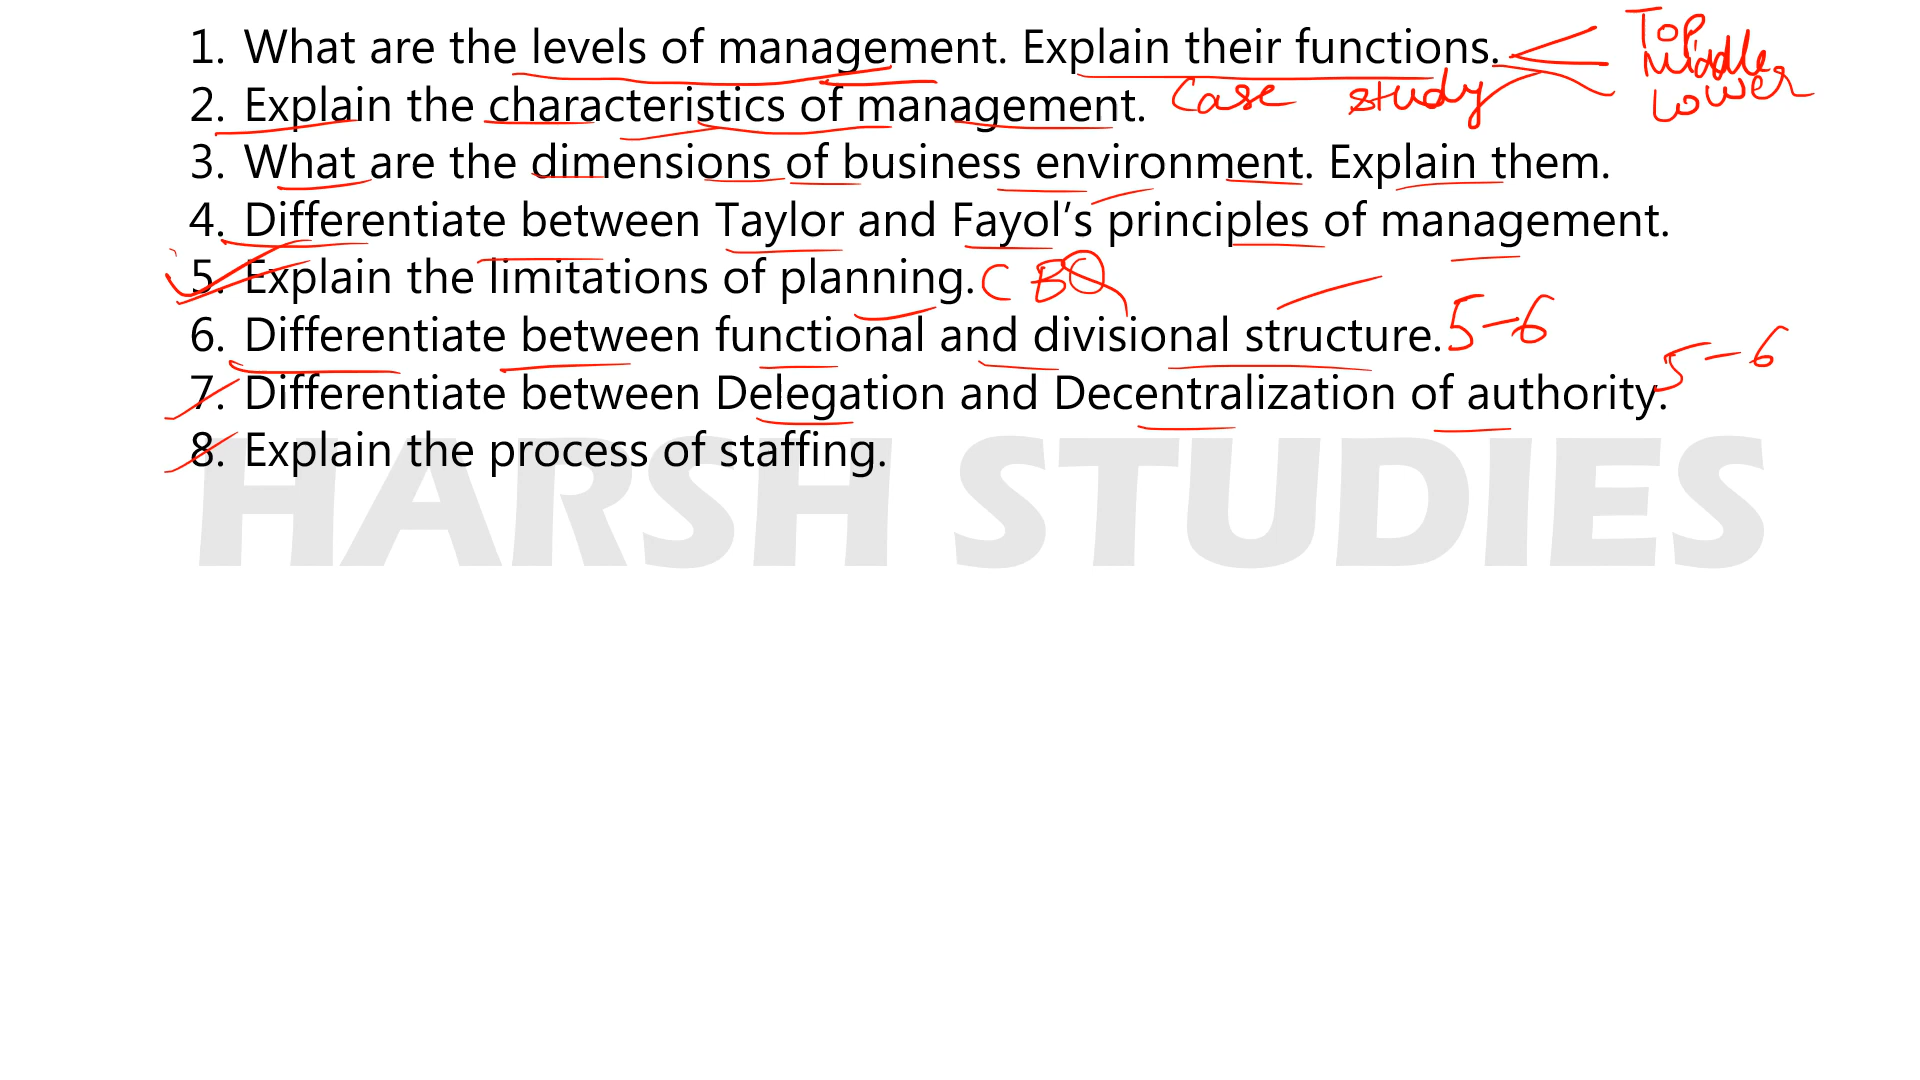 1. What are the levels of management. Explain their functions. Top
Middle
Lower
2. Explain the characteristics of management. Case study
3. What are the dimensions of business environment. Explain them.
4. Differentiate between Taylor and Fayol’s principles of management.
5. Explain the limitations of planning. CBQ
6. Differentiate between functional and divisional structure. 5-6
7. Differentiate between Delegation and Decentralization of authority. 5-6
8. Explain the process of staffing.
HARSH STUDIES